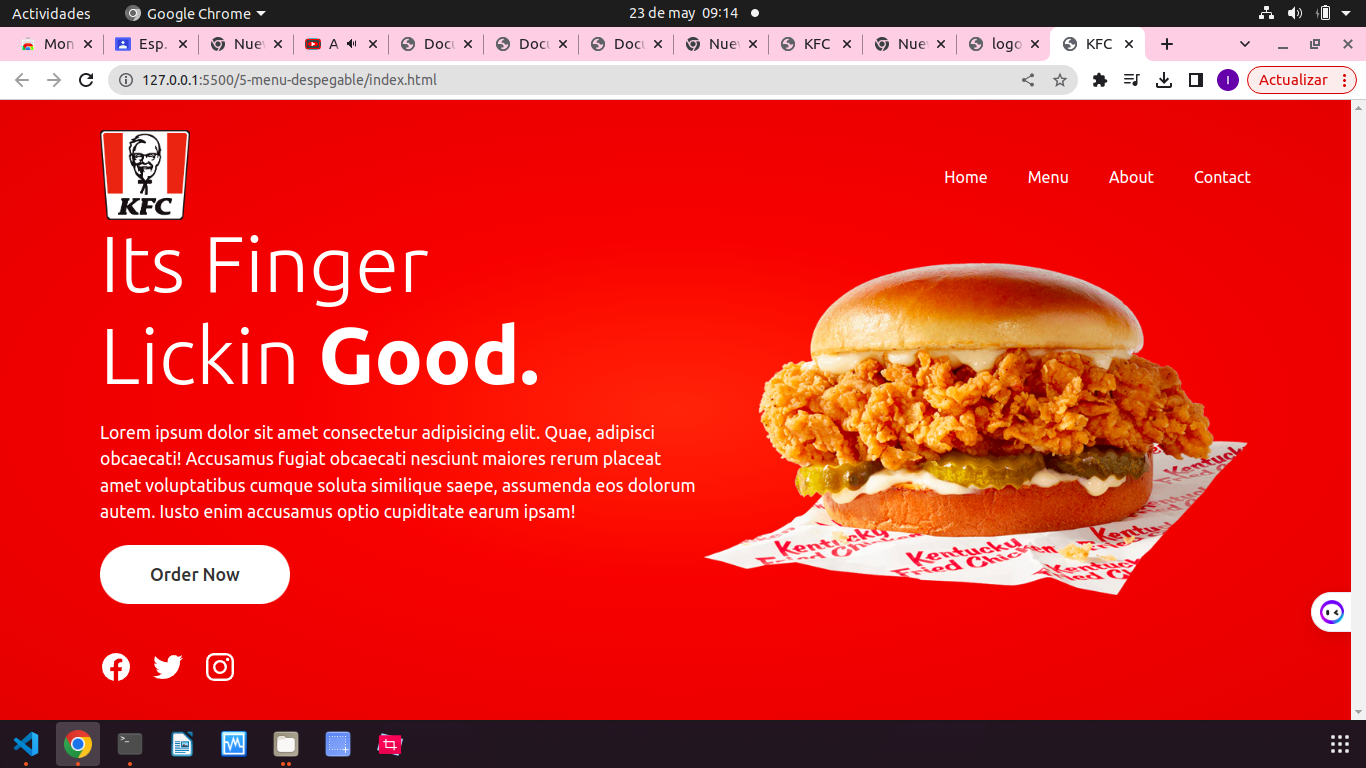 Actividades Google Chrome 23 de may 09:14
Mon Esp. Nue A Docu Docu Docu Nue KFC Nue logo KFC
127.0.0.1:5500/5-menu-despegable/index.html I Actualizar
KFC
Home Menu About Contact
Its Finger
Lickin Good.
Lorem ipsum dolor sit amet consectetur adipisicing elit. Quae, adipisci
obcaecati! Accusamus fugiat obcaecati nesciunt maiores rerum placeat
amet voluptatibus cumque soluta similique saepe, assumenda eos dolorum
autem. Iusto enim accusamus optio cupiditate earum ipsam!
Kentucky
Fried Chicken
Kentucky
Fried Chicken
Kentucky
Fried Chicken
Order Now